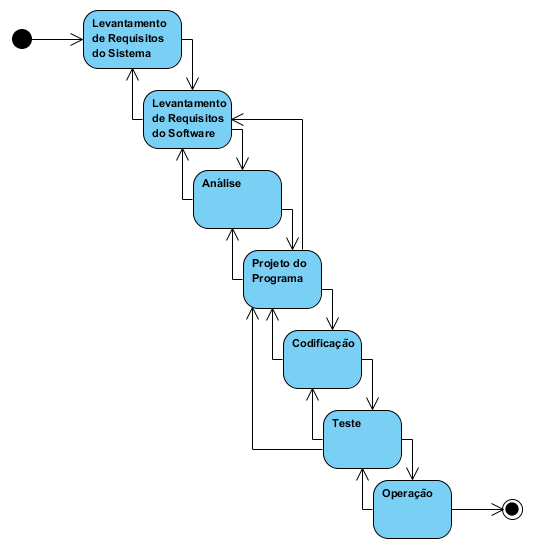 Levantamento
de Requisitos
do Sistema
Levantamento
de Requisitos
do Software
Análise
Projeto do
Programa
Codificação
Teste
Operação